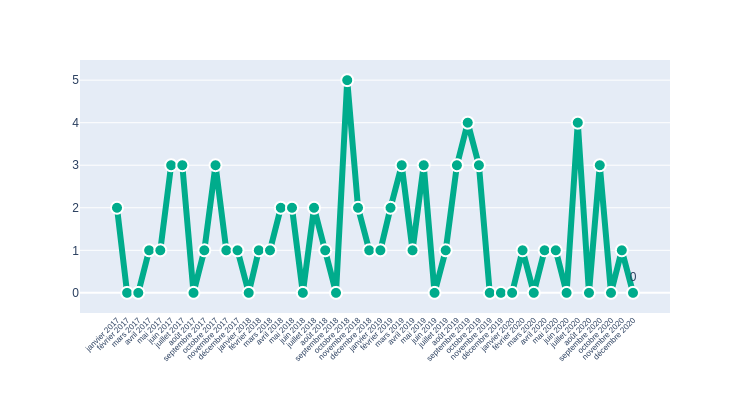 5
4
3
2
1
0
0
janvier 2017
février 2017
mars 2017
avril 2017
mai 2017
juin 2017
juillet 2017
août 2017
septembre 2017
octobre 2017
novembre 2017
décembre 2017
janvier 2018
février 2018
mars 2018
avril 2018
mai 2018
juin 2018
juillet 2018
août 2018
septembre 2018
octobre 2018
novembre 2018
décembre 2018
janvier 2019
février 2019
mars 2019
avril 2019
mai 2019
juin 2019
juillet 2019
août 2019
septembre 2019
octobre 2019
novembre 2019
décembre 2019
janvier 2020
février 2020
mars 2020
avril 2020
mai 2020
juin 2020
juillet 2020
août 2020
septembre 2020
octobre 2020
novembre 2020
décembre 2020